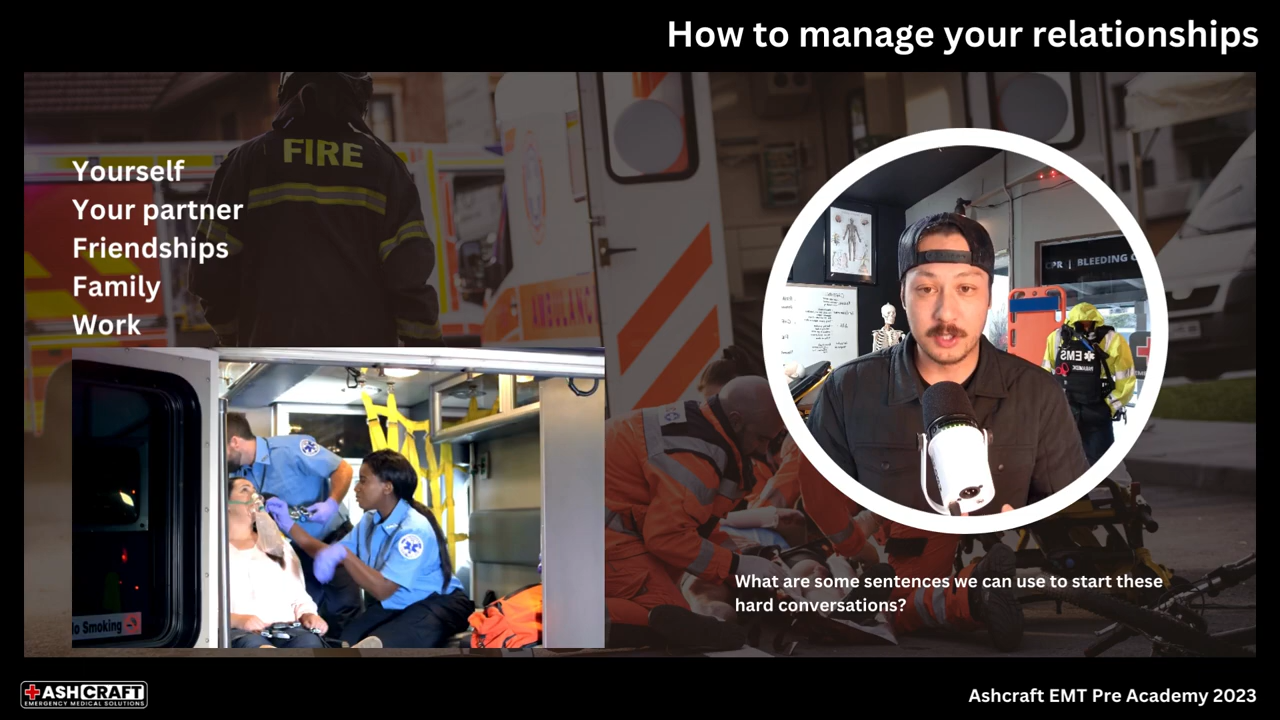 How to manage your relationships
FIRE
Yourself
Your partner
Friendships
Family
Work
CPR | BLEEDING C
EMS
No Smoking
What are some sentences we can use to start these
hard conversations?
ASHCRAFT
EMERGENCY MEDICAL SOLUTIONS
Ashcraft EMT Pre Academy 2023